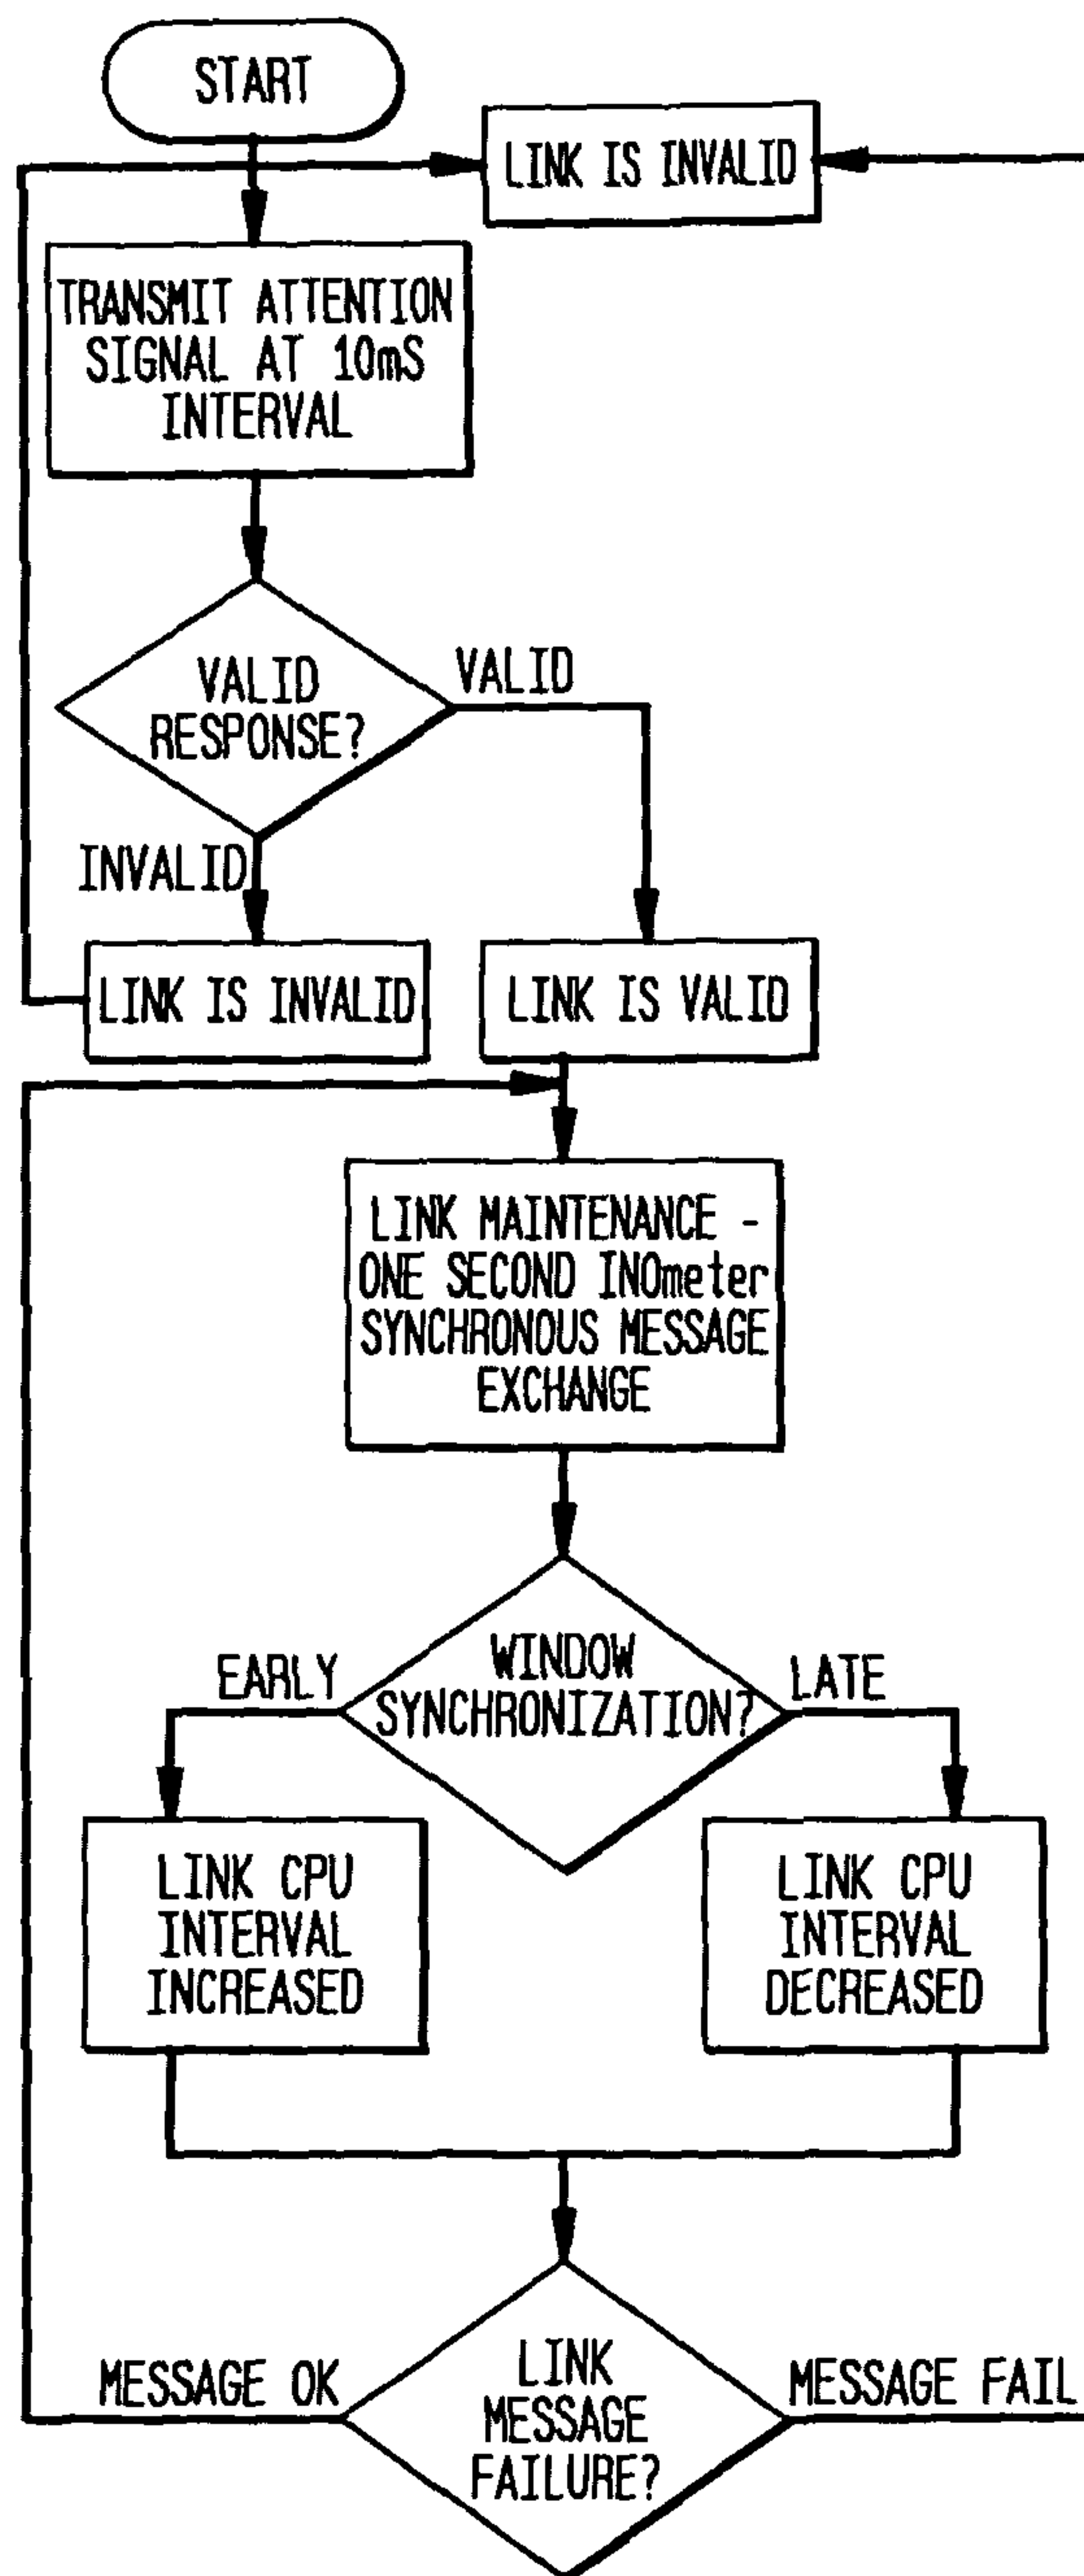 START
LINK IS INVALID
TRANSMIT ATTENTION
SIGNAL AT 10mS
INTERVAL
VALID
RESPONSE?
VALID
INVALID
LINK IS INVALID
LINK IS VALID
LINK MAINTENANCE -
ONE SECOND INOmeter
SYNCHRONOUS MESSAGE
EXCHANGE
WINDOW
SYNCHRONIZATION?
EARLY
LATE
LINK CPU
INTERVAL
INCREASED
LINK CPU
INTERVAL
DECREASED
LINK
MESSAGE
FAILURE?
MESSAGE OK
MESSAGE FAIL